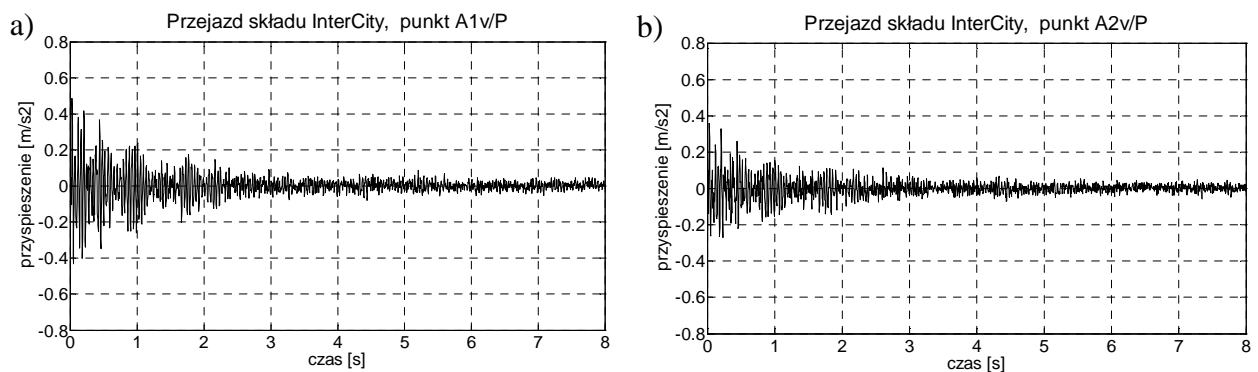 a)
Przejazd składu InterCity, punkt A1v/P
przyspieszenie [m/s2]
0.8
0.6
0.4
0.2
0
-0.2
-0.4
-0.6
-0.8
0 1 2 3 4 5 6 7 8
czas [s]
b)
Przejazd składu InterCity, punkt A2v/P
przyspieszenie [m/s2]
0.8
0.6
0.4
0.2
0
-0.2
-0.4
-0.6
-0.8
0 1 2 3 4 5 6 7 8
czas [s]